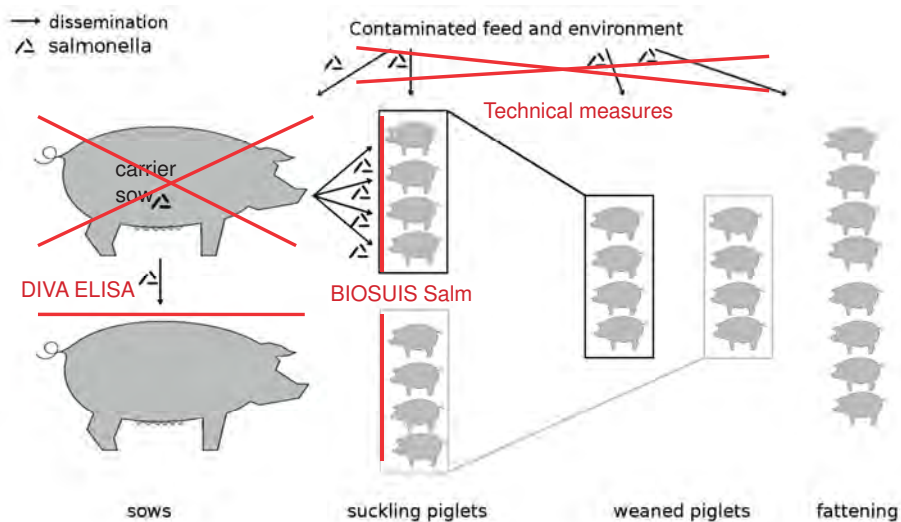 dissemination
salmonella
Contaminated feed and environment
Technical measures
carrier
sow
DIVA ELISA
BIOSUIS Salm
sows
suckling piglets
weaned piglets
fattening